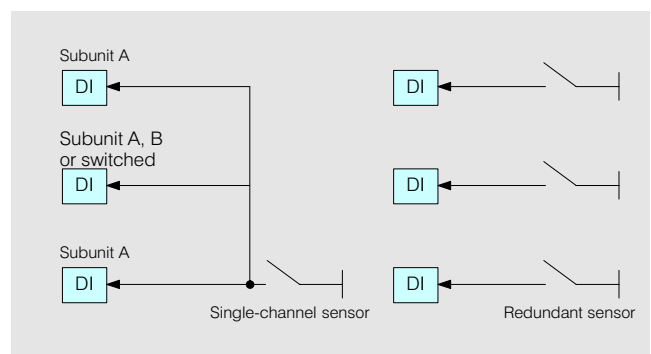 Subunit A
DI
DI
Subunit A, B
or switched
DI
DI
Subunit A
DI
DI
Single-channel sensor
Redundant sensor